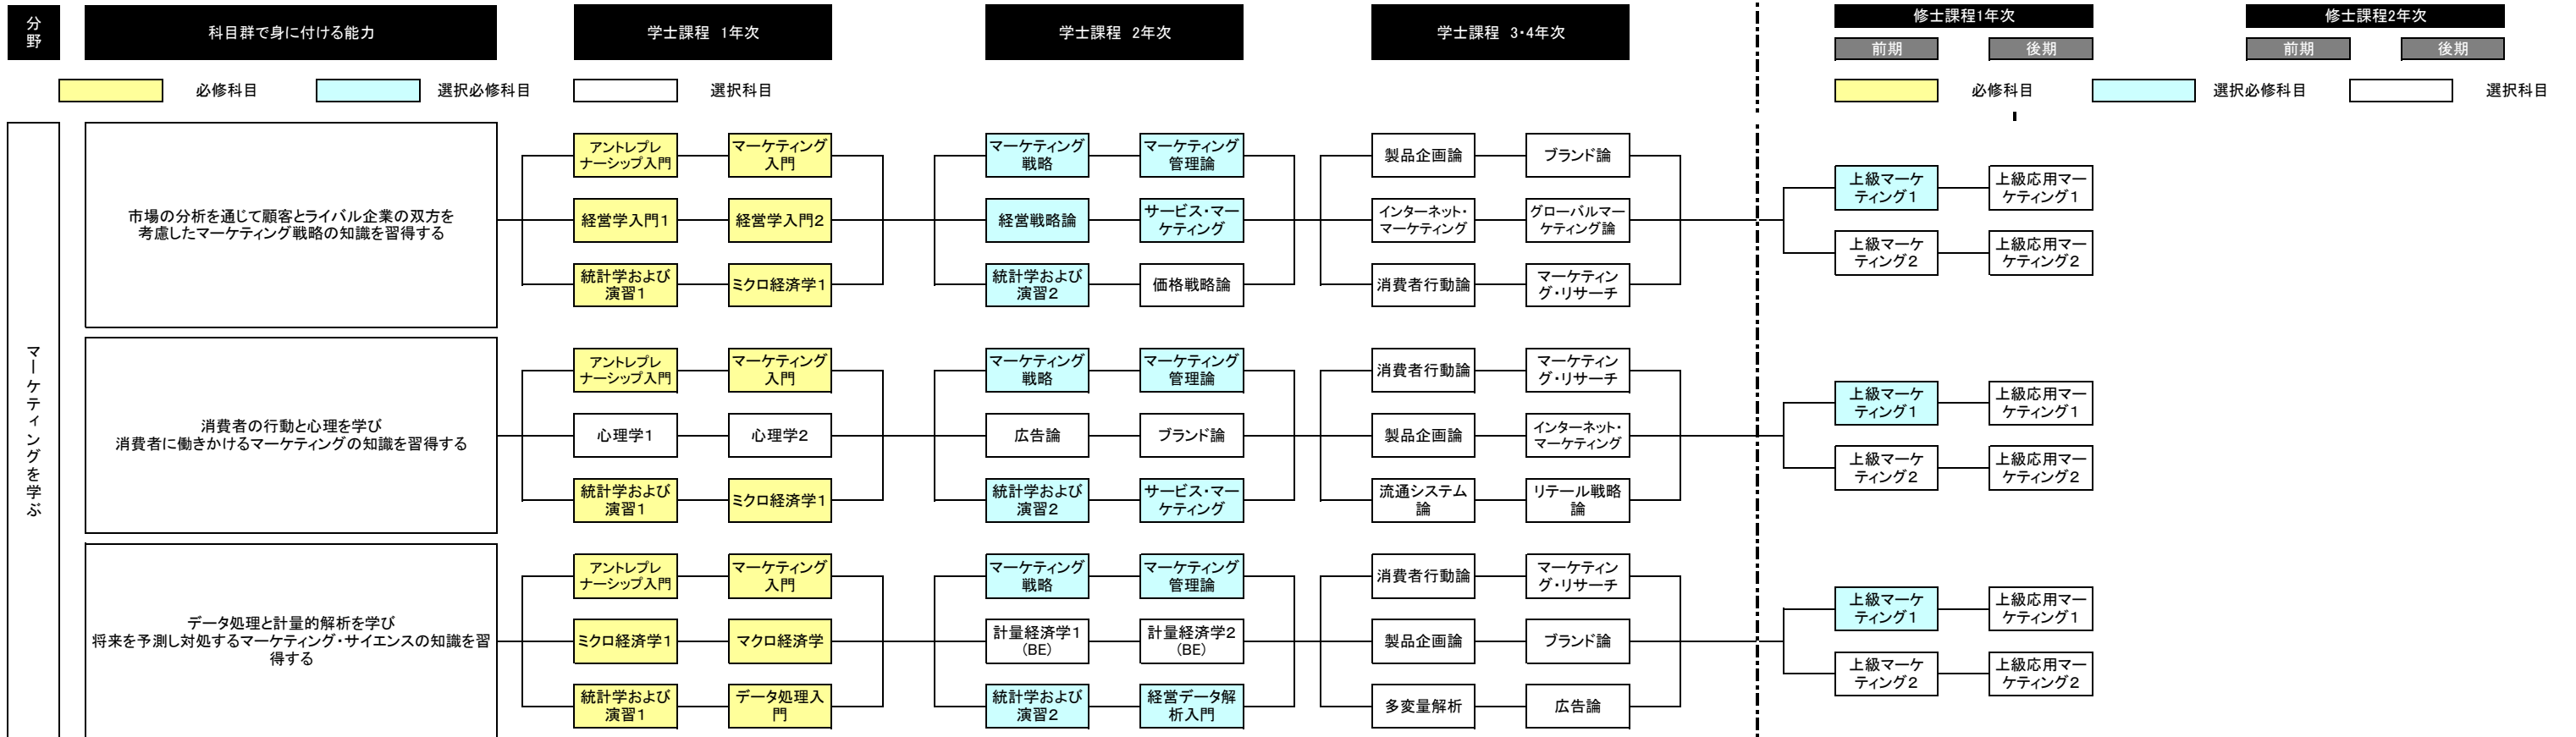 分野
科目群で身に付ける能力
学士課程 1年次
学士課程 2年次
学士課程 3・4年次
修士課程1年次
修士課程2年次
前期
後期
前期
後期
必修科目
選択必修科目
選択科目
必修科目
選択必修科目
選択科目
マーケティングを学ぶ
市場の分析を通じて顧客とライバル企業の双方を
考慮したマーケティング戦略の知識を習得する
アントレプレ
ナーシップ入門
マーケティング
入門
経営学入門1
経営学入門2
統計学および
演習1
ミクロ経済学1
マーケティング
戦略
マーケティング
管理論
経営戦略論
サービス・マー
ケティング
統計学および
演習2
価格戦略論
製品企画論
ブランド論
インターネット・
マーケティング
グローバルマー
ケティング論
消費者行動論
マーケティン
グ・リサーチ
上級マーケ
ティング1
上級応用マー
ケティング1
上級マーケ
ティング2
上級応用マー
ケティング2
消費者の行動と心理を学び
消費者に働きかけるマーケティングの知識を習得する
アントレプレ
ナーシップ入門
マーケティング
入門
心理学1
心理学2
統計学および
演習1
ミクロ経済学1
マーケティング
戦略
マーケティング
管理論
広告論
ブランド論
統計学および
演習2
サービス・マー
ケティング
消費者行動論
マーケティン
グ・リサーチ
製品企画論
インターネット・
マーケティング
流通システム
論
リテール戦略
論
上級マーケ
ティング1
上級応用マー
ケティング1
上級マーケ
ティング2
上級応用マー
ケティング2
データ処理と計量的解析を学び
将来を予測し対処するマーケティング・サイエンスの知識を習
得する
アントレプレ
ナーシップ入門
マーケティング
入門
ミクロ経済学1
マクロ経済学
統計学および
演習1
データ処理入
門
マーケティング
戦略
マーケティング
管理論
計量経済学1
(BE)
計量経済学2
(BE)
統計学および
演習2
経営データ解
析入門
消費者行動論
マーケティン
グ・リサーチ
製品企画論
ブランド論
多変量解析
広告論
上級マーケ
ティング1
上級応用マー
ケティング1
上級マーケ
ティング2
上級応用マー
ケティング2